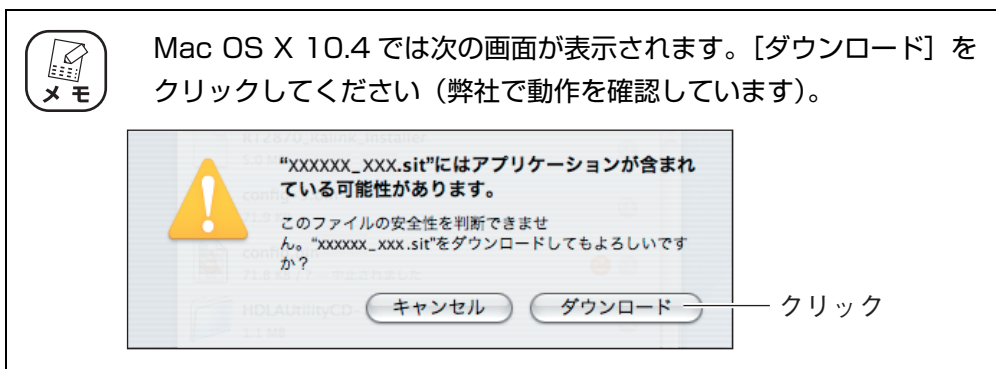 Mac OS X 10.4 では次の画面が表示されます。［ダウンロード］を
クリックしてください（弊社で動作を確認しています）。
メモ
RT2870_Ralink_Installer
“XXXXXX_XXX.sit”にはアプリケーションが含まれ
ている可能性があります。
このファイルの安全性を判断できませ
ん。“xxxxxx_xxx.sit”をダウンロードしてもよろしいです
か？
HDLAUtilityCD
1.1 MB
キャンセル
ダウンロード
クリック